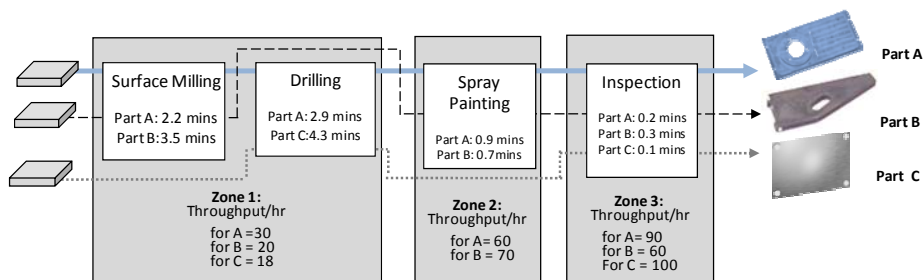 Surface Milling
Part A: 2.2 mins
Part B:3.5 mins
Drilling
Part A:2.9 mins
Part C:4.3 mins
Spray
Painting
Part A:0.9 mins
Part B:0.7mins
Inspection
Part A:0.2 mins
Part B:0.3 mins
Part C:0.1 mins
Part A
Part B
Part C
Zone 1:
Throughput/hr
for A =30
for B = 20
for C = 18
Zone 2:
Throughput/hr
for A= 60
for B = 70
Zone 3:
Throughput/hr
for A= 90
for B = 60
For C = 100